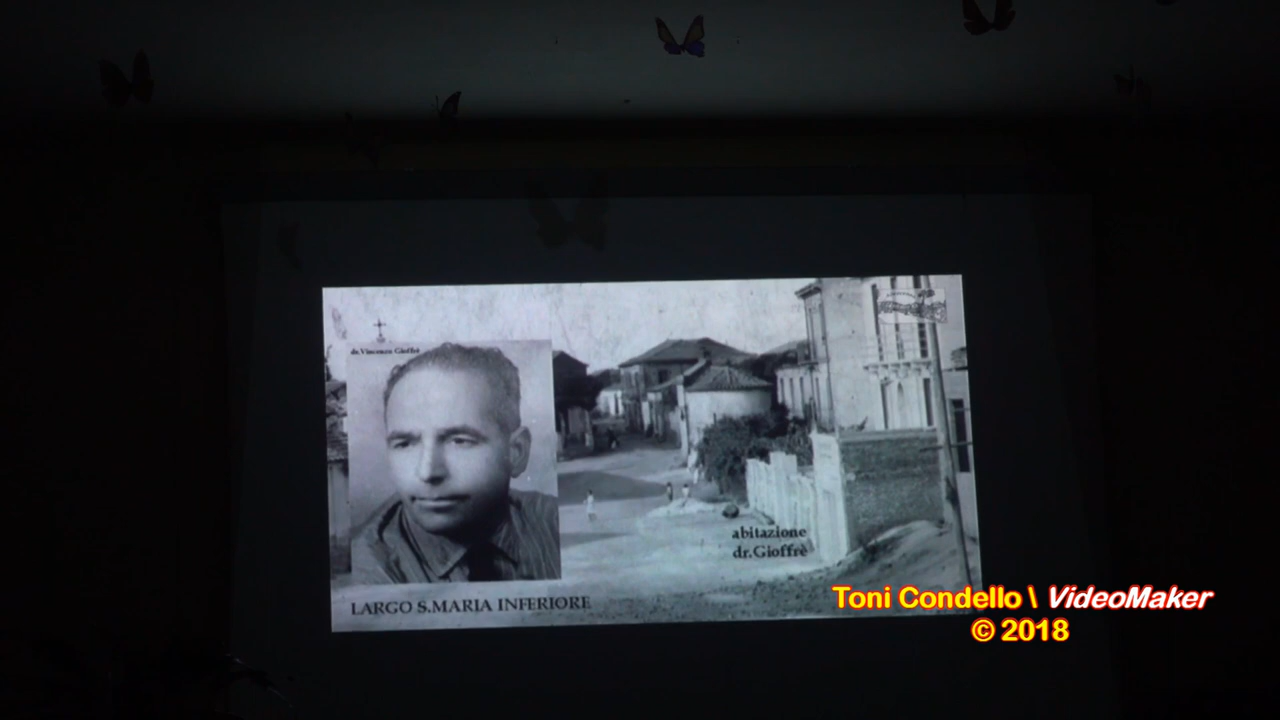 dr.Vincenzo Gioffrè
abitazione
dr.Gioffrè
LARGO S.MARIA INFERIORE
Toni Condello \ VideoMaker
© 2018